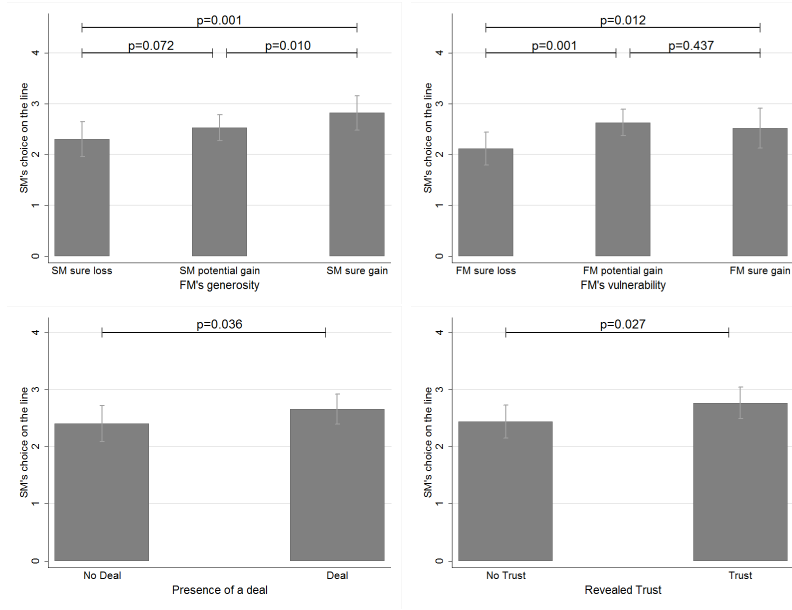 p=0.001
p=0.072
p=0.010
4
3
2
1
0
SM's choice on the line
SM sure loss
SM potential gain
SM sure gain
FM's generosity
p=0.012
p=0.001
p=0.437
4
3
2
1
0
SM's choice on the line
FM sure loss
FM potential gain
FM sure gain
FM's vulnerability
p=0.036
4
3
2
1
0
SM's choice on the line
No Deal
Deal
Presence of a deal
p=0.027
4
3
2
1
0
SM's choice on the line
No Trust
Trust
Revealed Trust